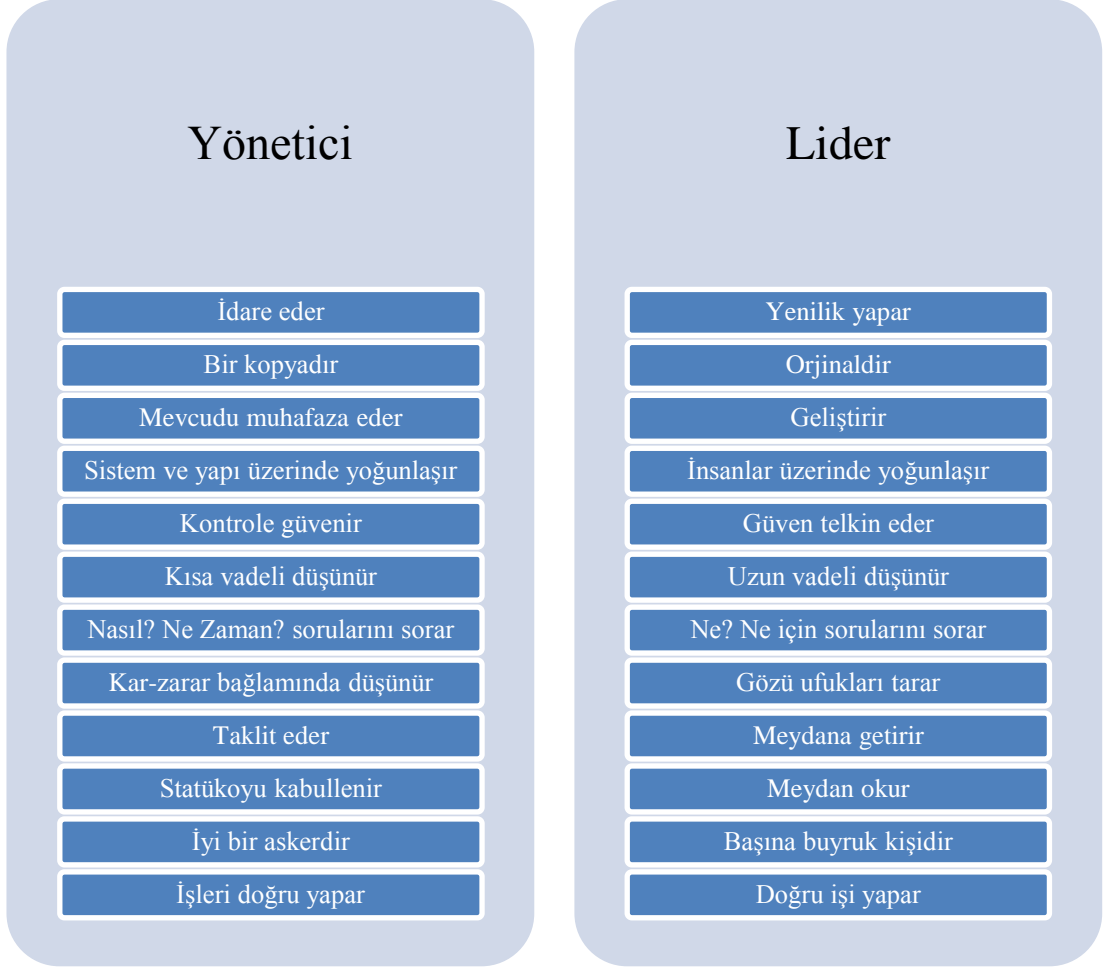 Yönetici
İdare eder
Bir kopyadır
Mevcudu muhafaza eder
Sistem ve yapı üzerinde yoğunlaşır
Kontrole güvenir
Kısa vadeli düşünür
Nasıl? Ne Zaman? sorularını sorar
Kar-zarar bağlamında düşünür
Taklit eder
Statükoyu kabullenir
İyi bir askerdir
İşleri doğru yapar
Lider
Yenilik yapar
Orjinaldir
Geliştirir
İnsanlar üzerinde yoğunlaşır
Güven telkin eder
Uzun vadeli düşünür
Ne? Ne için sorularını sorar
Gözü ufukları tarar
Meydana getirir
Meydan okur
Başına buyruk kişidir
Doğru işi yapar